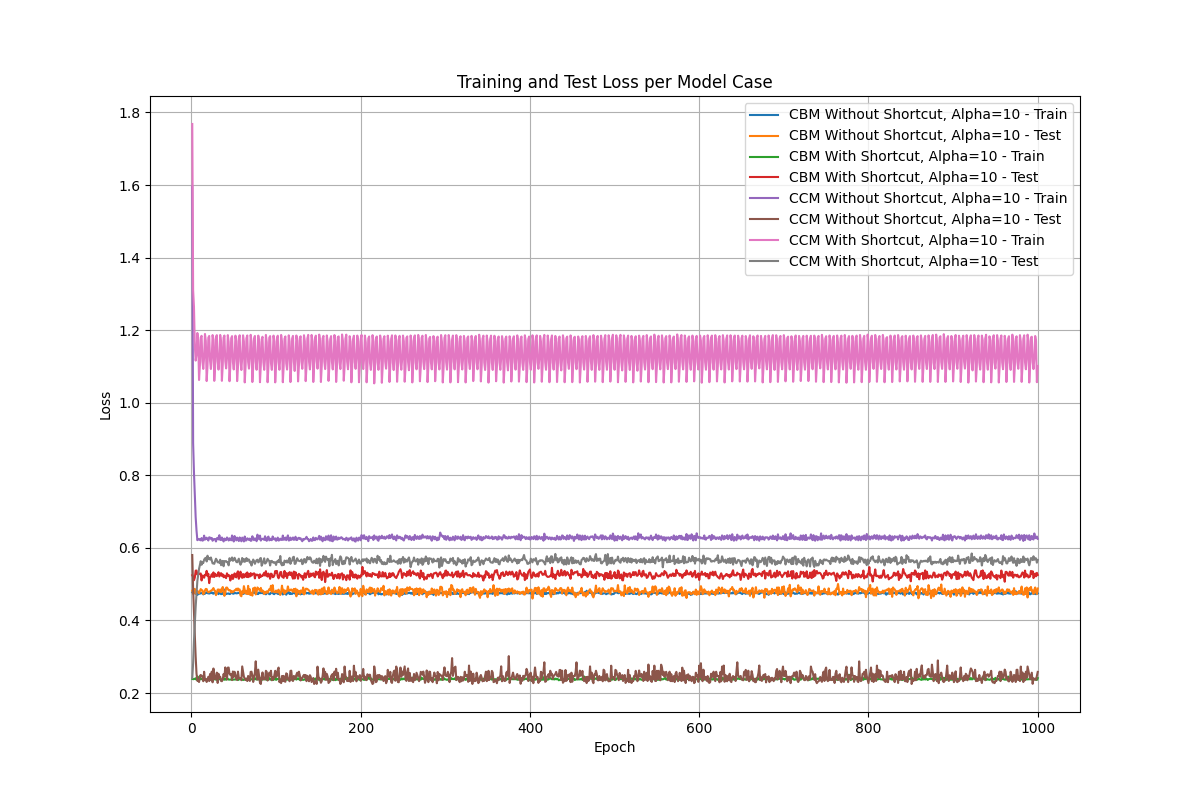 Training and Test Loss per Model Case
1.8
1.6
1.4
1.2
1.0
0.8
0.6
0.4
0.2
Loss
0
200
400
600
800
1000
Epoch
CBM Without Shortcut, Alpha=10 - Train
CBM Without Shortcut, Alpha=10 - Test
CBM With Shortcut, Alpha=10 - Train
CBM With Shortcut, Alpha=10 - Test
CCM Without Shortcut, Alpha=10 - Train
CCM Without Shortcut, Alpha=10 - Test
CCM With Shortcut, Alpha=10 - Train
CCM With Shortcut, Alpha=10 - Test